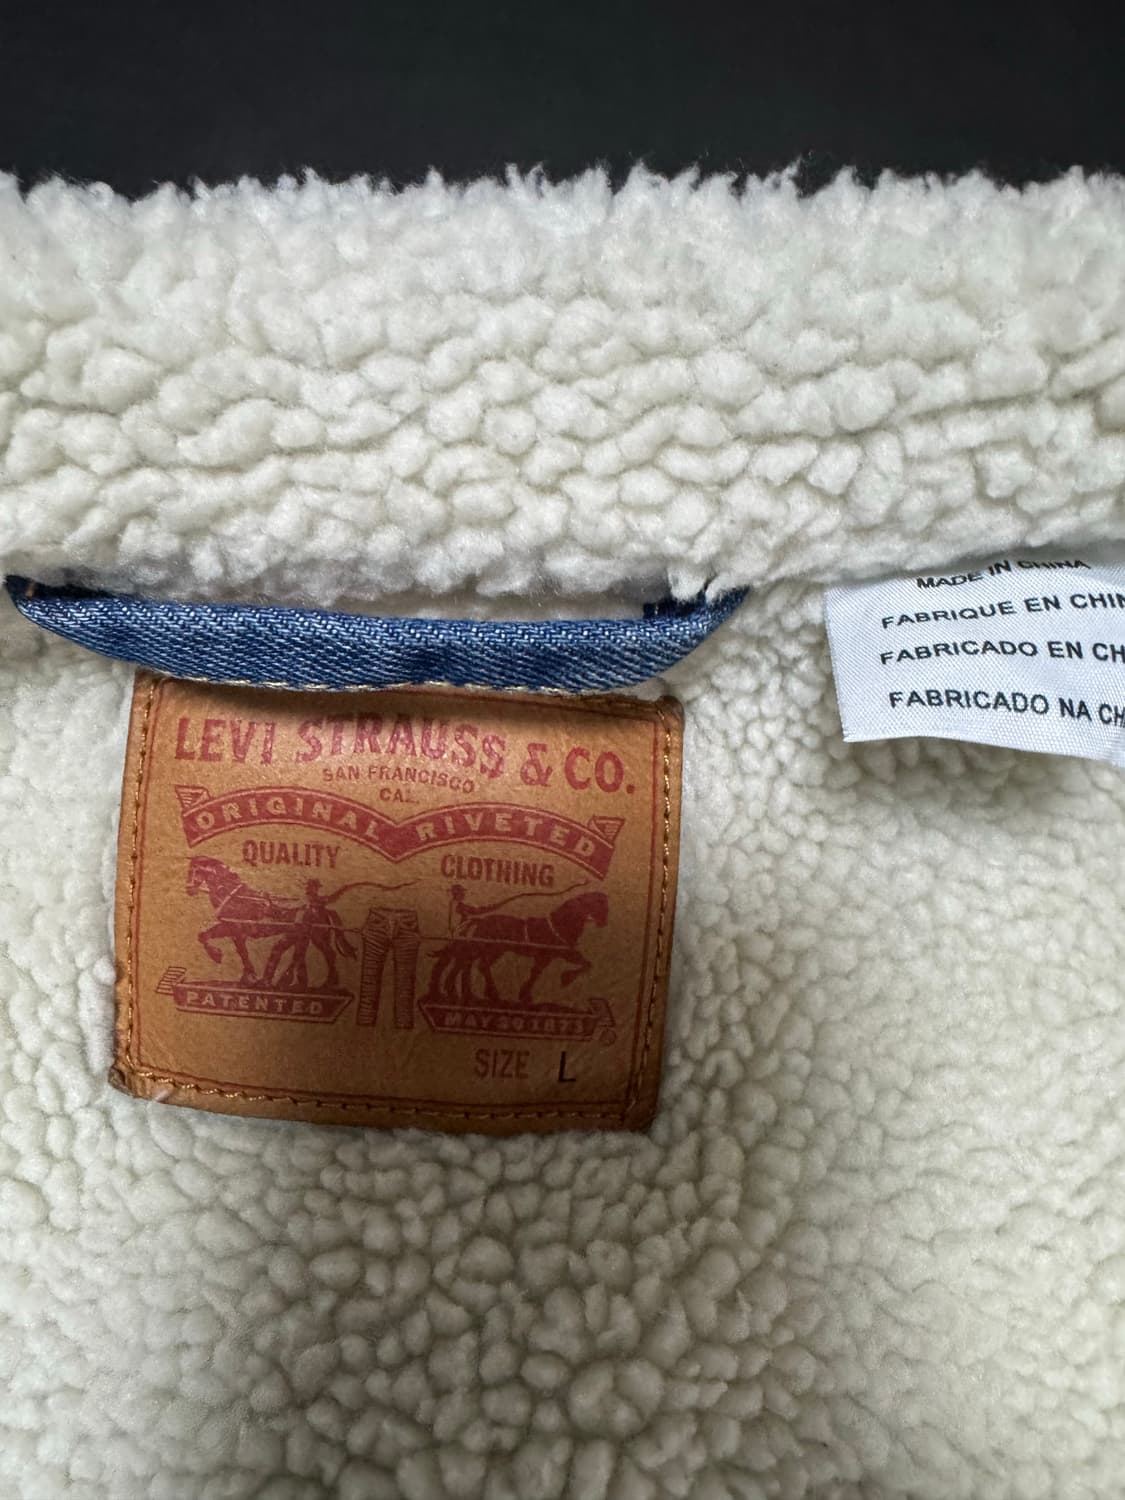 LEVI STRAUSS & CO.
SAN FRANCISCO
CAL.
ORIGINAL RIVETED
QUALITY CLOTHING
PATENTED MAY 20 1873
®
SIZE L
MADE IN CHINA
FABRIQUE EN CHIN
FABRICADO EN CH
FABRICADO NA CH